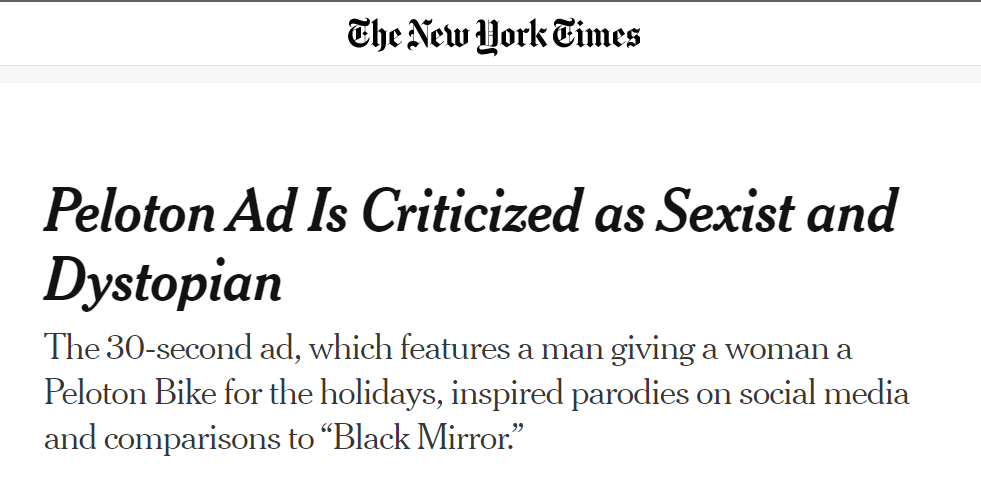 The New York Times
Peloton Ad Is Criticized as Sexist and
Dystopian
The 30-second ad, which features a man giving a woman a
Peloton Bike for the holidays, inspired parodies on social media
and comparisons to “Black Mirror.”